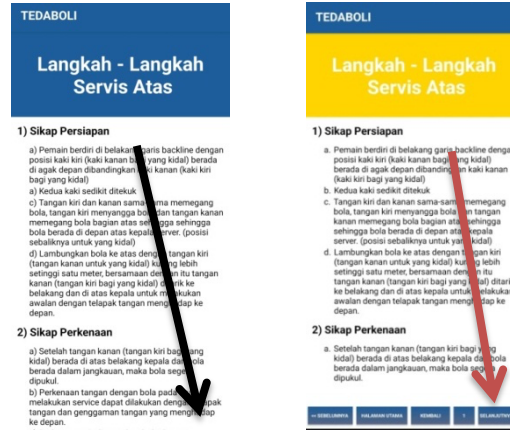 TEDABOLI
Langkah - Langkah
Servis Atas
1) Sikap Persiapan
a) Pemain berdiri di belakang garis backline dengan
posisi kaki kiri (kaki kanan yang kidal) berada
di agak depan dibandingkan kaki kanan (kaki kiri
bagi yang kidal)
a) Kedua kaki sedikit ditekuk
c) Tangan kiri dan kanan sama memegang
bola, tangan kiri menyangga bola dan tangan kanan
memegang bola bagian atas sehingga
bola berada di depan atas kepala server. (posisi
sebaliknya untuk yang kidal)
d) Lambungkan bola ke atas dengan tangan kiri
(tangan kanan untuk yang kidal) kurang lebih
setinggi satu meter, bersamaan dengan itu tangan
kanan (tangan kiri bagi yang kidal) ditarik ke
belakang dan di atas kepala untuk melakukan
awalan dengan telapak tangan menghadap ke
depan.
2) Sikap Perkenaan
a) Setelah tangan kanan (tangan kiri bagi yang
kidal) berada di atas belakang kepala dan bola
berada dalam jangkauan, maka bola segera
dipukul.
b) Perkenaan tangan dengan bola pada
melakukan service dapat dilakukan dengan telapak
tangan dan genggaman tangan yang menghadap
ke depan.
TEDABOLI
Langkah - Langkah
Servis Atas
1) Sikap Persiapan
a. Pemain berdiri di belakang garis backline denga
posisi kaki kiri (kaki kanan bagi yang kidal)
berada di agak depan dibandingkan kaki kanan
(kaki kiri bagi yang kidal)
b. Kedua kaki sedikit ditekuk
c. Tangan kiri dan kanan sama-sama memegang
bola, tangan kiri menyangga bola dan tangan
kanan memegang bola bagian atas sehingga
bola berada di depan atas kepala
server. (posisi sebaliknya untuk yang kidal)
d. Lambungkan bola ke atas dengan tangan kiri
(tangan kanan untuk yang kidal) kurang lebih
setinggi satu meter, bersamaan dengan itu
tangan kanan (tangan kiri bagi yang kidal) ditari
ke belakang dan di atas kepala untuk melakukan
awalan dengan telapak tangan menghadap ke
depan.
2) Sikap Perkenaan
a. Setelah tangan kanan (tangan kiri bagi yang
kidal) berada di atas belakang kepala dan bola
berada dalam jangkauan, maka bola segera
dipukul.
<< SEBELUMNYA HALAMAN UTAMA KEMBALI